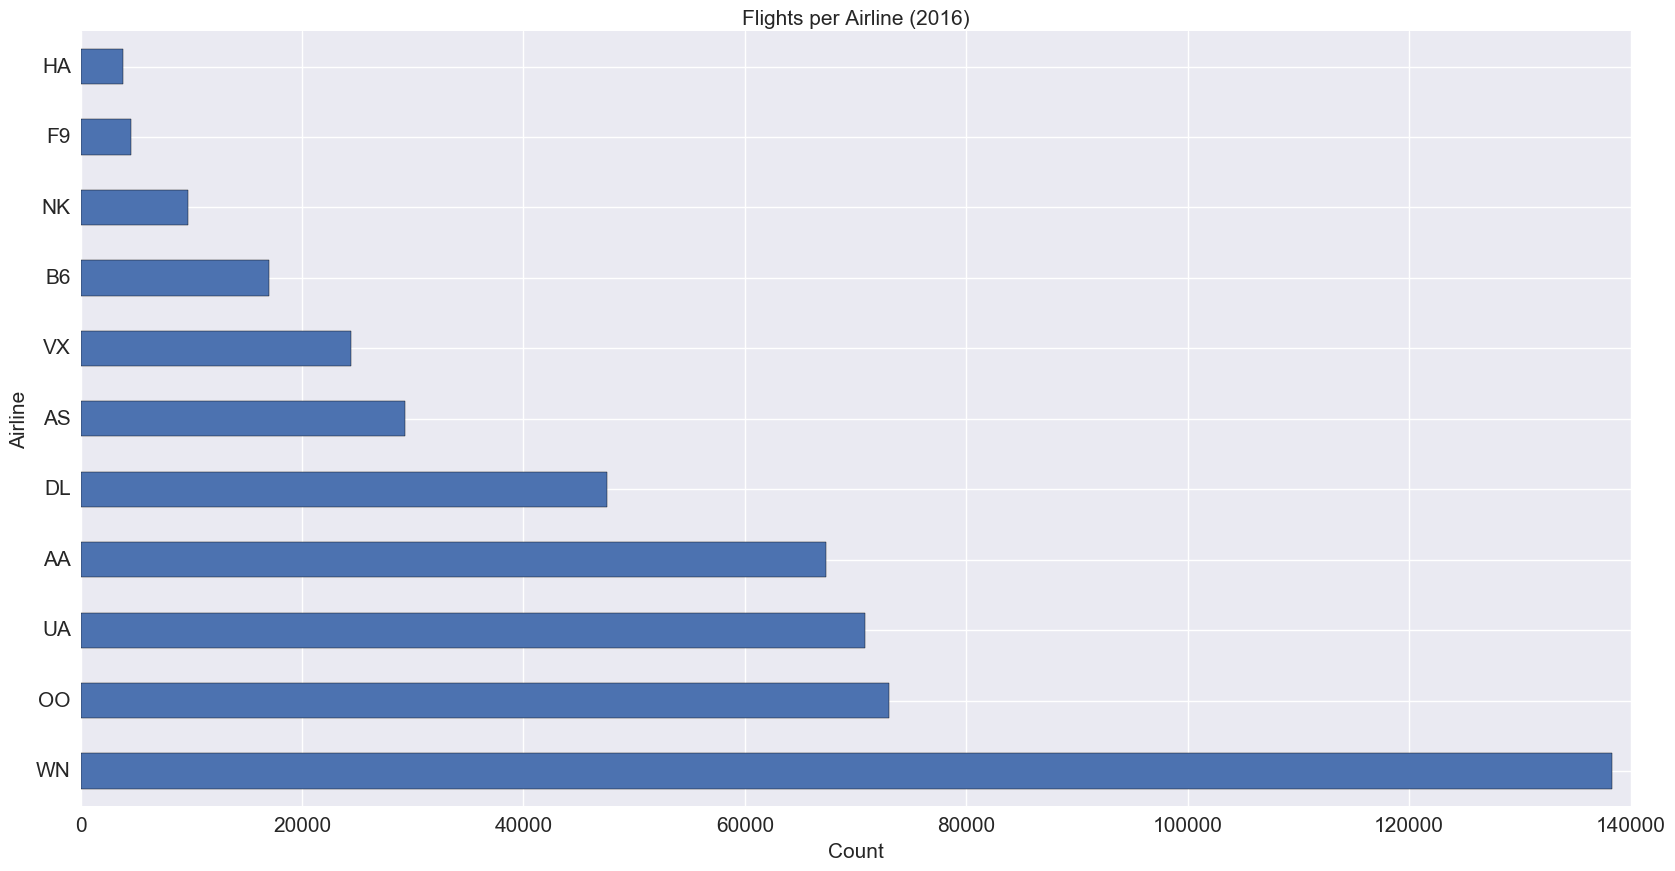 Flights per Airline (2016)
HA
F9
NK
B6
VX
AS
DL
AA
UA
OO
WN
Airline
0 20000 40000 60000 80000 100000 120000 140000
Count